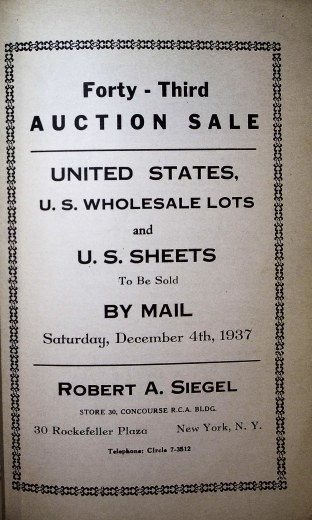 Forty - Third
AUCTION SALE
UNITED STATES,
U. S. WHOLESALE LOTS
and
U. S. SHEETS
To Be Sold
BY MAIL
Saturday, December 4th, 1937
ROBERT A. SIEGEL
STORE 30, CONCOURSE R.C.A. BLDG.
30 Rockefeller Plaza New York, N. Y.
Telephone: CIrcle 7-3812